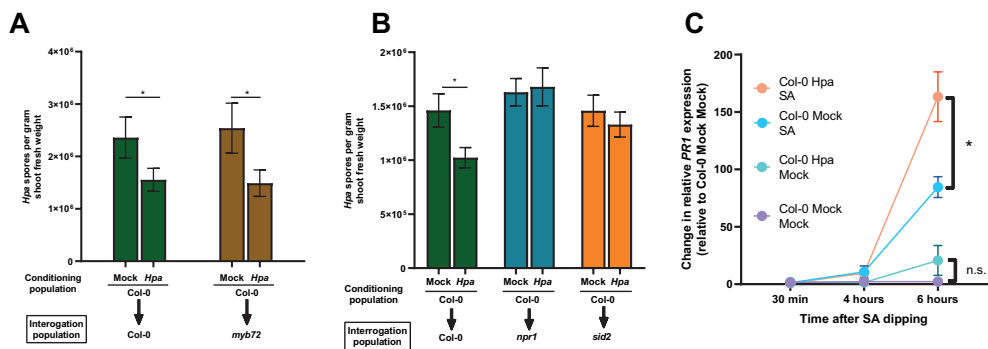 A
Hpa spores per gram
shoot fresh weight
4×10⁶
3×10⁶
2×10⁶
1×10⁶
0
*
*
Mock Hpa
Mock Hpa
Conditioning
population
Col-0
Col-0
Interogation
population
Col-0
myb72
B
Hpa spores per gram
shoot fresh weight
2×10⁶
1.5×10⁶
1×10⁶
5×10⁵
0
*
Mock Hpa
Mock Hpa
Mock Hpa
Conditioning
population
Col-0
Col-0
Col-0
Interrogation
population
Col-0
npr1
sid2
C
Change in relative PR1 expression
(relative to Col-0 Mock Mock)
200
150
100
50
0
Col-0 Hpa
SA
Col-0 Mock
SA
Col-0 Hpa
Mock
Col-0 Mock
Mock
*
n.s.
30 min
4 hours
6 hours
Time after SA dipping